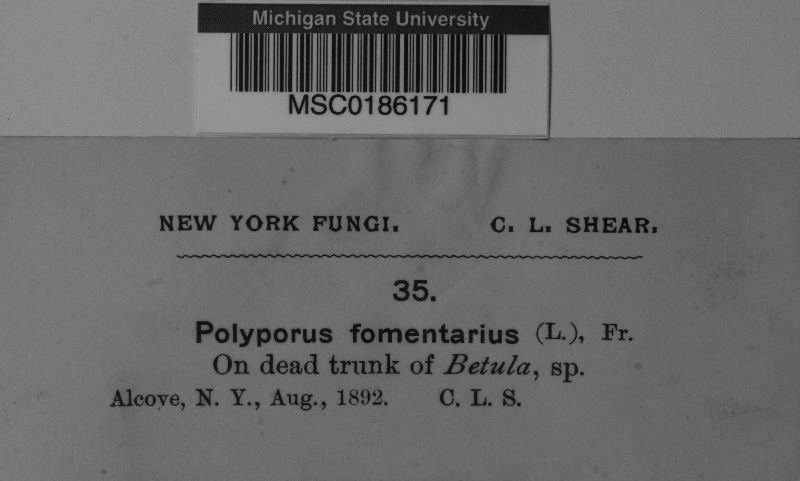 Michigan State University
MSC0186171
NEW YORK FUNGI. C. L. SHEAR.
35.
Polyporus fomentarius (L.), Fr.
On dead trunk of Betula, sp.
Alcove, N. Y., Aug., 1892. C. L. S.